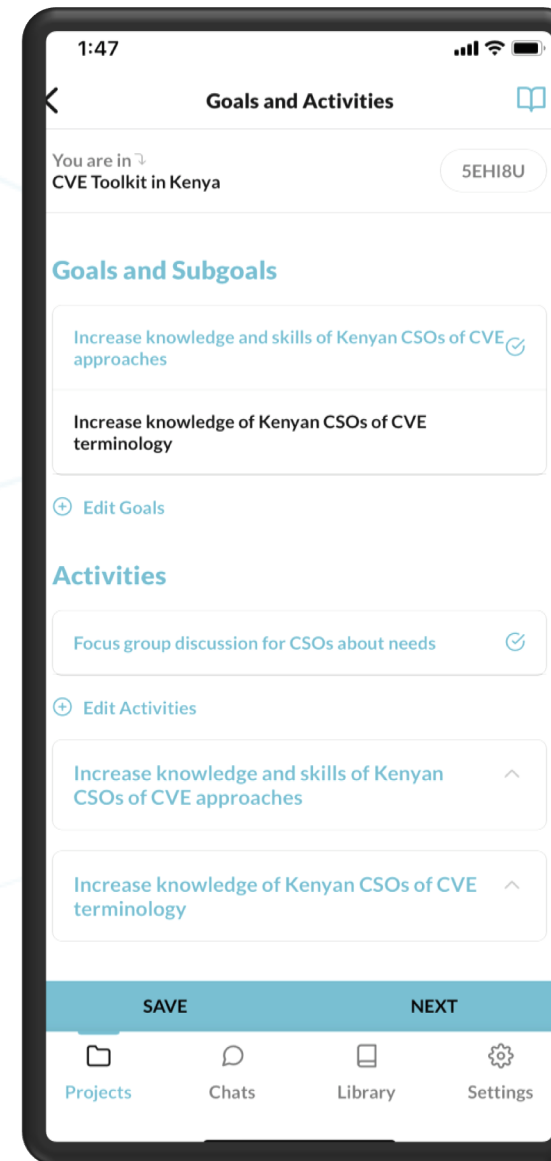 1:47
Goals and Activities
You are in
CVE Toolkit in Kenya
5EHI8U
Goals and Subgoals
Increase knowledge and skills of Kenyan CSOs of CVE
approaches
Increase knowledge of Kenyan CSOs of CVE
terminology
Edit Goals
Activities
Focus group discussion for CSOs about needs
Edit Activities
Increase knowledge and skills of Kenyan
CSOs of CVE approaches
Increase knowledge of Kenyan CSOs of CVE
terminology
SAVE NEXT
Projects Chats Library Settings